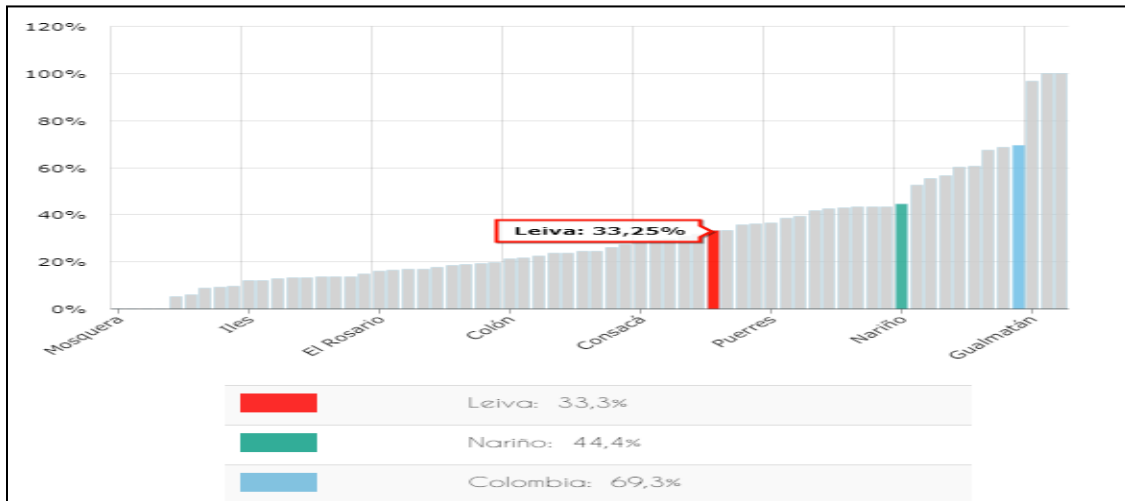 120%
100%
80%
60%
40%
20%
0%
Leiva: 33,25%
Mosquera
Iles
El Rosario
Colón
Consacá
Puerres
Nariño
Gualmatán
Leiva: 33,3%
Nariño: 44,4%
Colombia: 69,3%